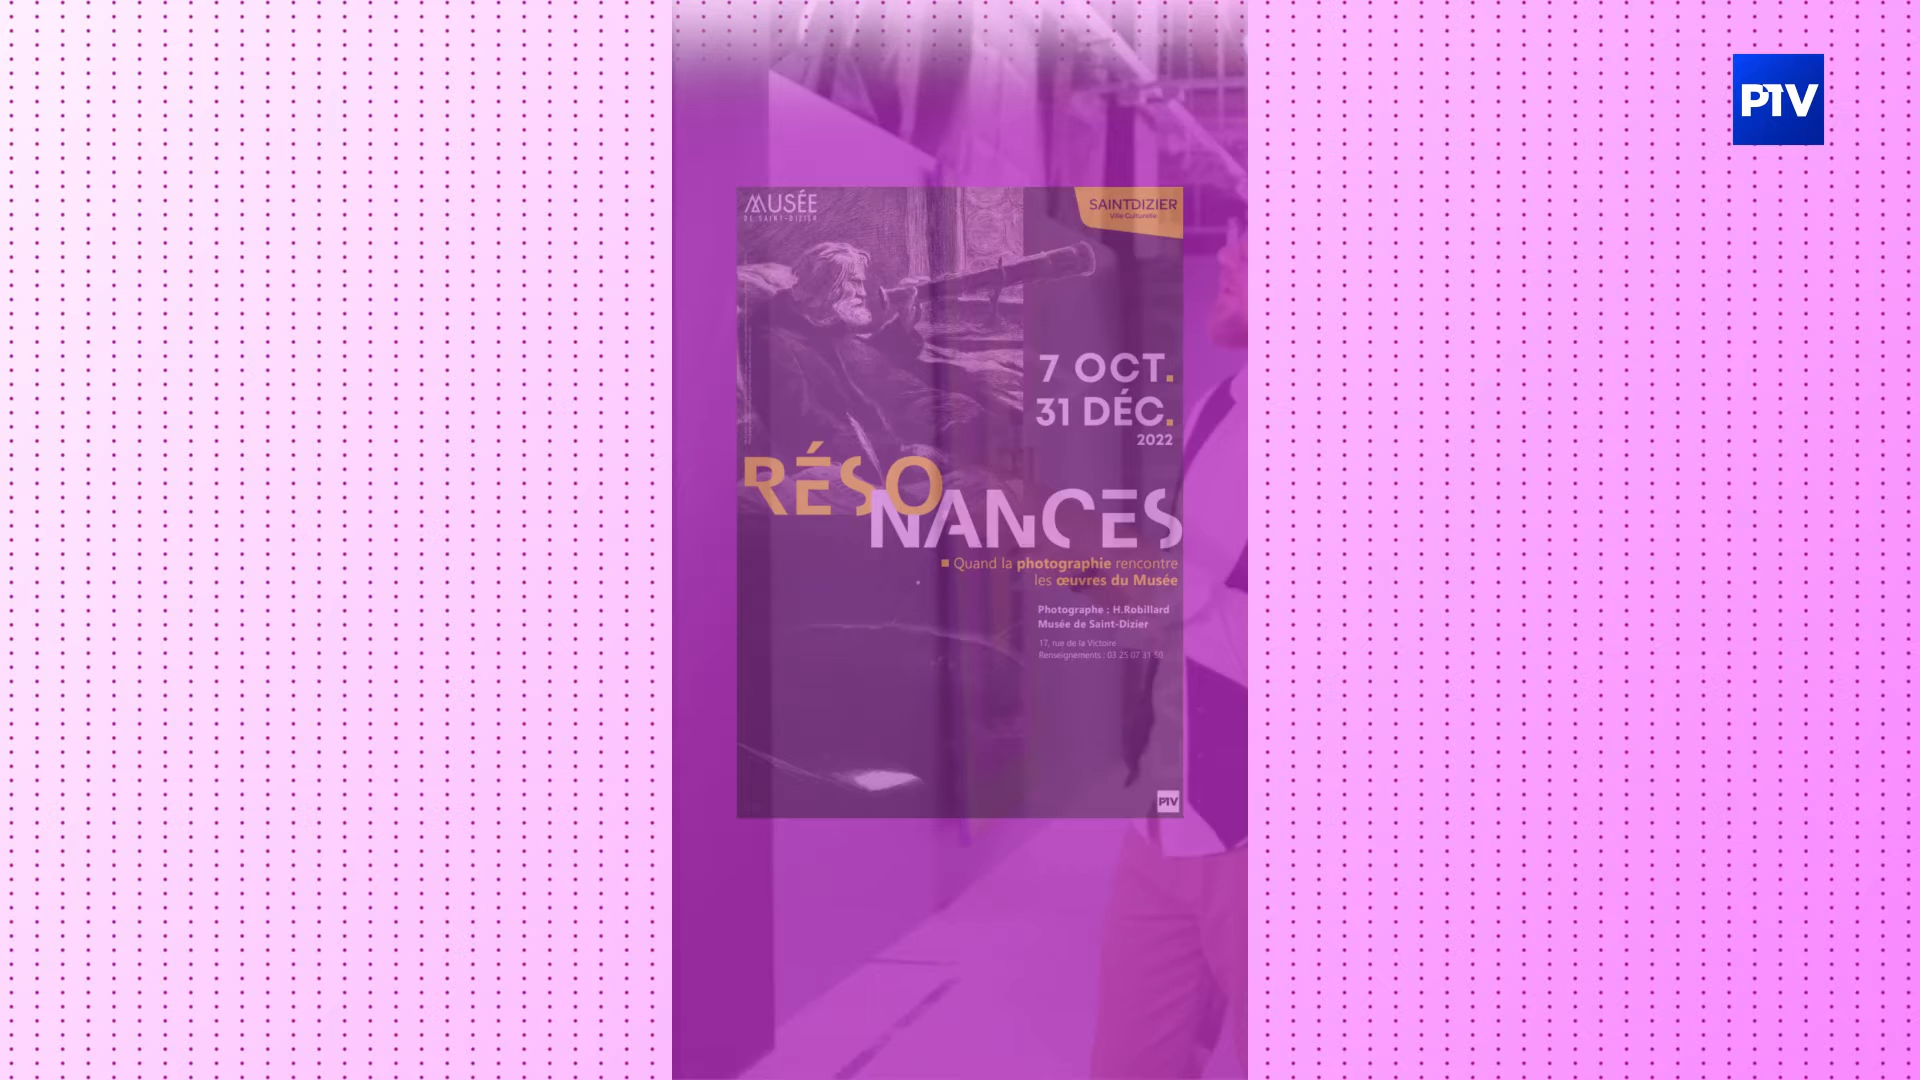 PTV
MUSÉE
DE SAINT-DIZIER
SAINTDIZIER
Ville Culturelle
7 OCT.
31 DÉC.
2022
RÉSO
NANCES
Quand la photographie rencontre
les œuvres du Musée
Photographe : H.Robillard
Musée de Saint-Dizier
17, rue de la Victoire
Renseignements : 03 25 07 31 50
PTV